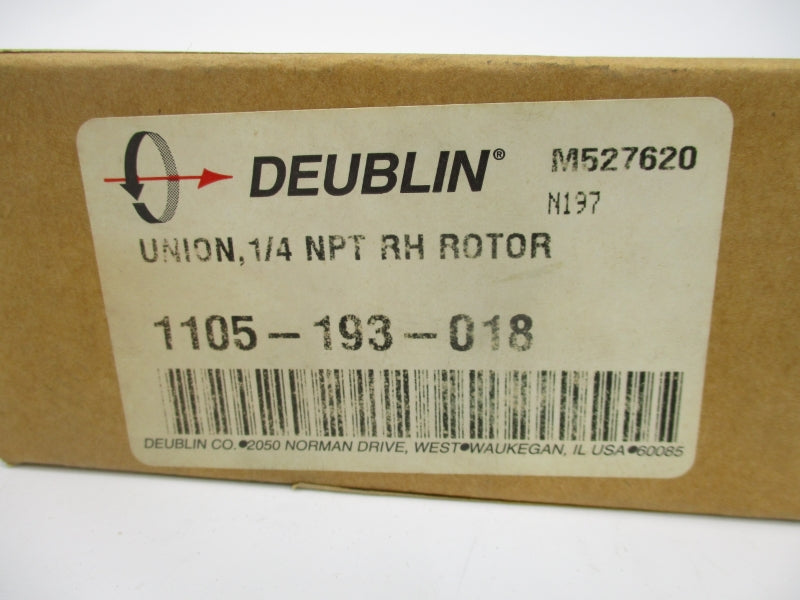 DEUBLIN® M527620
N197
UNION, 1/4 NPT RH ROTOR
1105-193-018
DEUBLIN CO.•2050 NORMAN DRIVE, WEST•WAUKEGAN, IL USA•60085